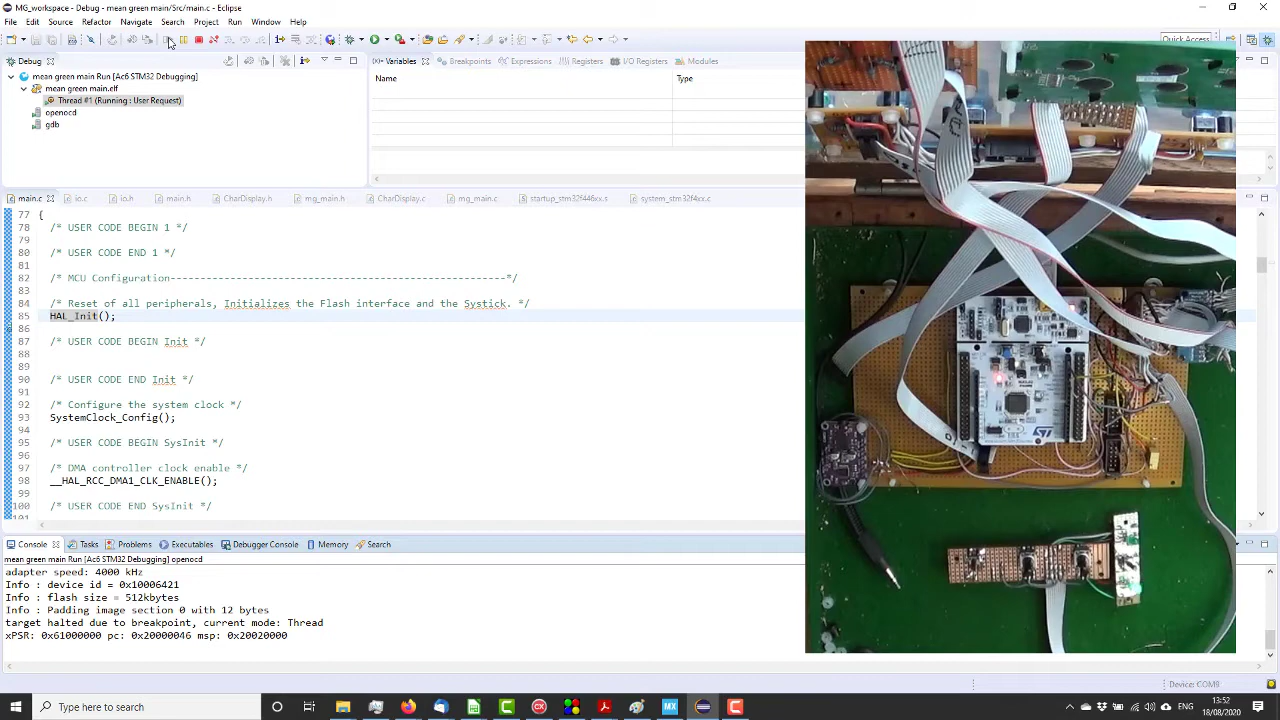 MG_workspace - Debug - mean green main/Src/main.c - Eclipse
File Edit Source Refactor Navigate Search Project Run Window Help
Debug
(x)= Variables Breakpoints Expressions Registers I/O Registers Modules
mean green main Run [Ac6 STM32 Debugging]
mean green main.elf
Thread #1 (Running : User Request)
openocd
gdb
Name Type
main.c io.c CharDisplay.h mg_main.h startup_stm32f446xx.c system_stm32f4xx.c
77 {
78 /* USER CODE BEGIN 1 */
79
80 /* USER CODE END 1 */
81
82 /* MCU Configuration--------------------------------------------------------*/
83
84 /* Reset of all peripherals, Initializes the Flash interface and the Systick. */
85 HAL_Init();
86
87 /* USER CODE BEGIN Init */
88
89
90 /* USER CODE END Init */
91
92 /* Configure the system clock */
93 SystemClock_Config();
94
95 /* USER CODE BEGIN SysInit */
96
97 /* DMA controller clock enable */
98 __HAL_RCC_DMA1_CLK_ENABLE();
99
100 /* USER CODE END SysInit */
Console Tasks Problems Executables Debugger Console Memory Search
mean green main Run [Ac6 STM32 Debugging] openocd
adapter speed: 4000 kHz
Info : device id = 0x10006421
Info : flash size = 512kbytes
Info : Padding image section 0 with 12 bytes
target halted due to breakpoint, current mode: Thread
xPSR: 0x61000000 pc: 0x20000046 msp: 0x20020000
Device: COM8
Type here to search
13:52
18/08/2020